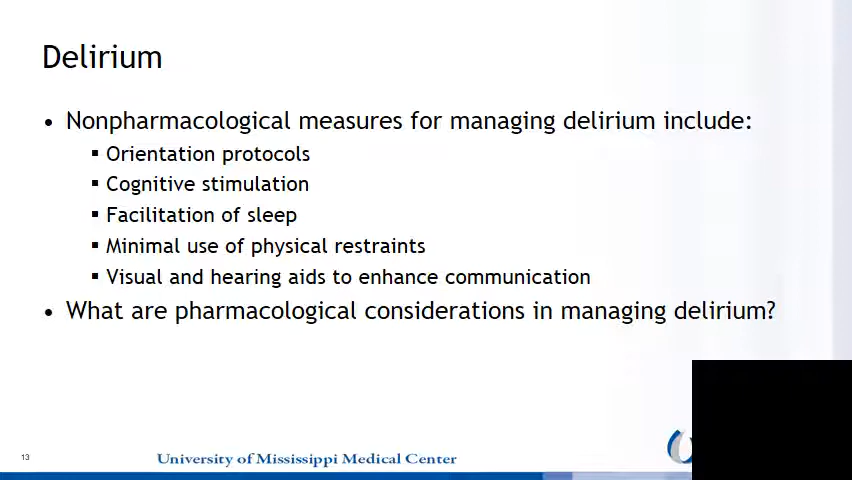 Delirium
• Nonpharmacological measures for managing delirium include:
▪ Orientation protocols
▪ Cognitive stimulation
▪ Facilitation of sleep
▪ Minimal use of physical restraints
▪ Visual and hearing aids to enhance communication
• What are pharmacological considerations in managing delirium?
13
University of Mississippi Medical Center